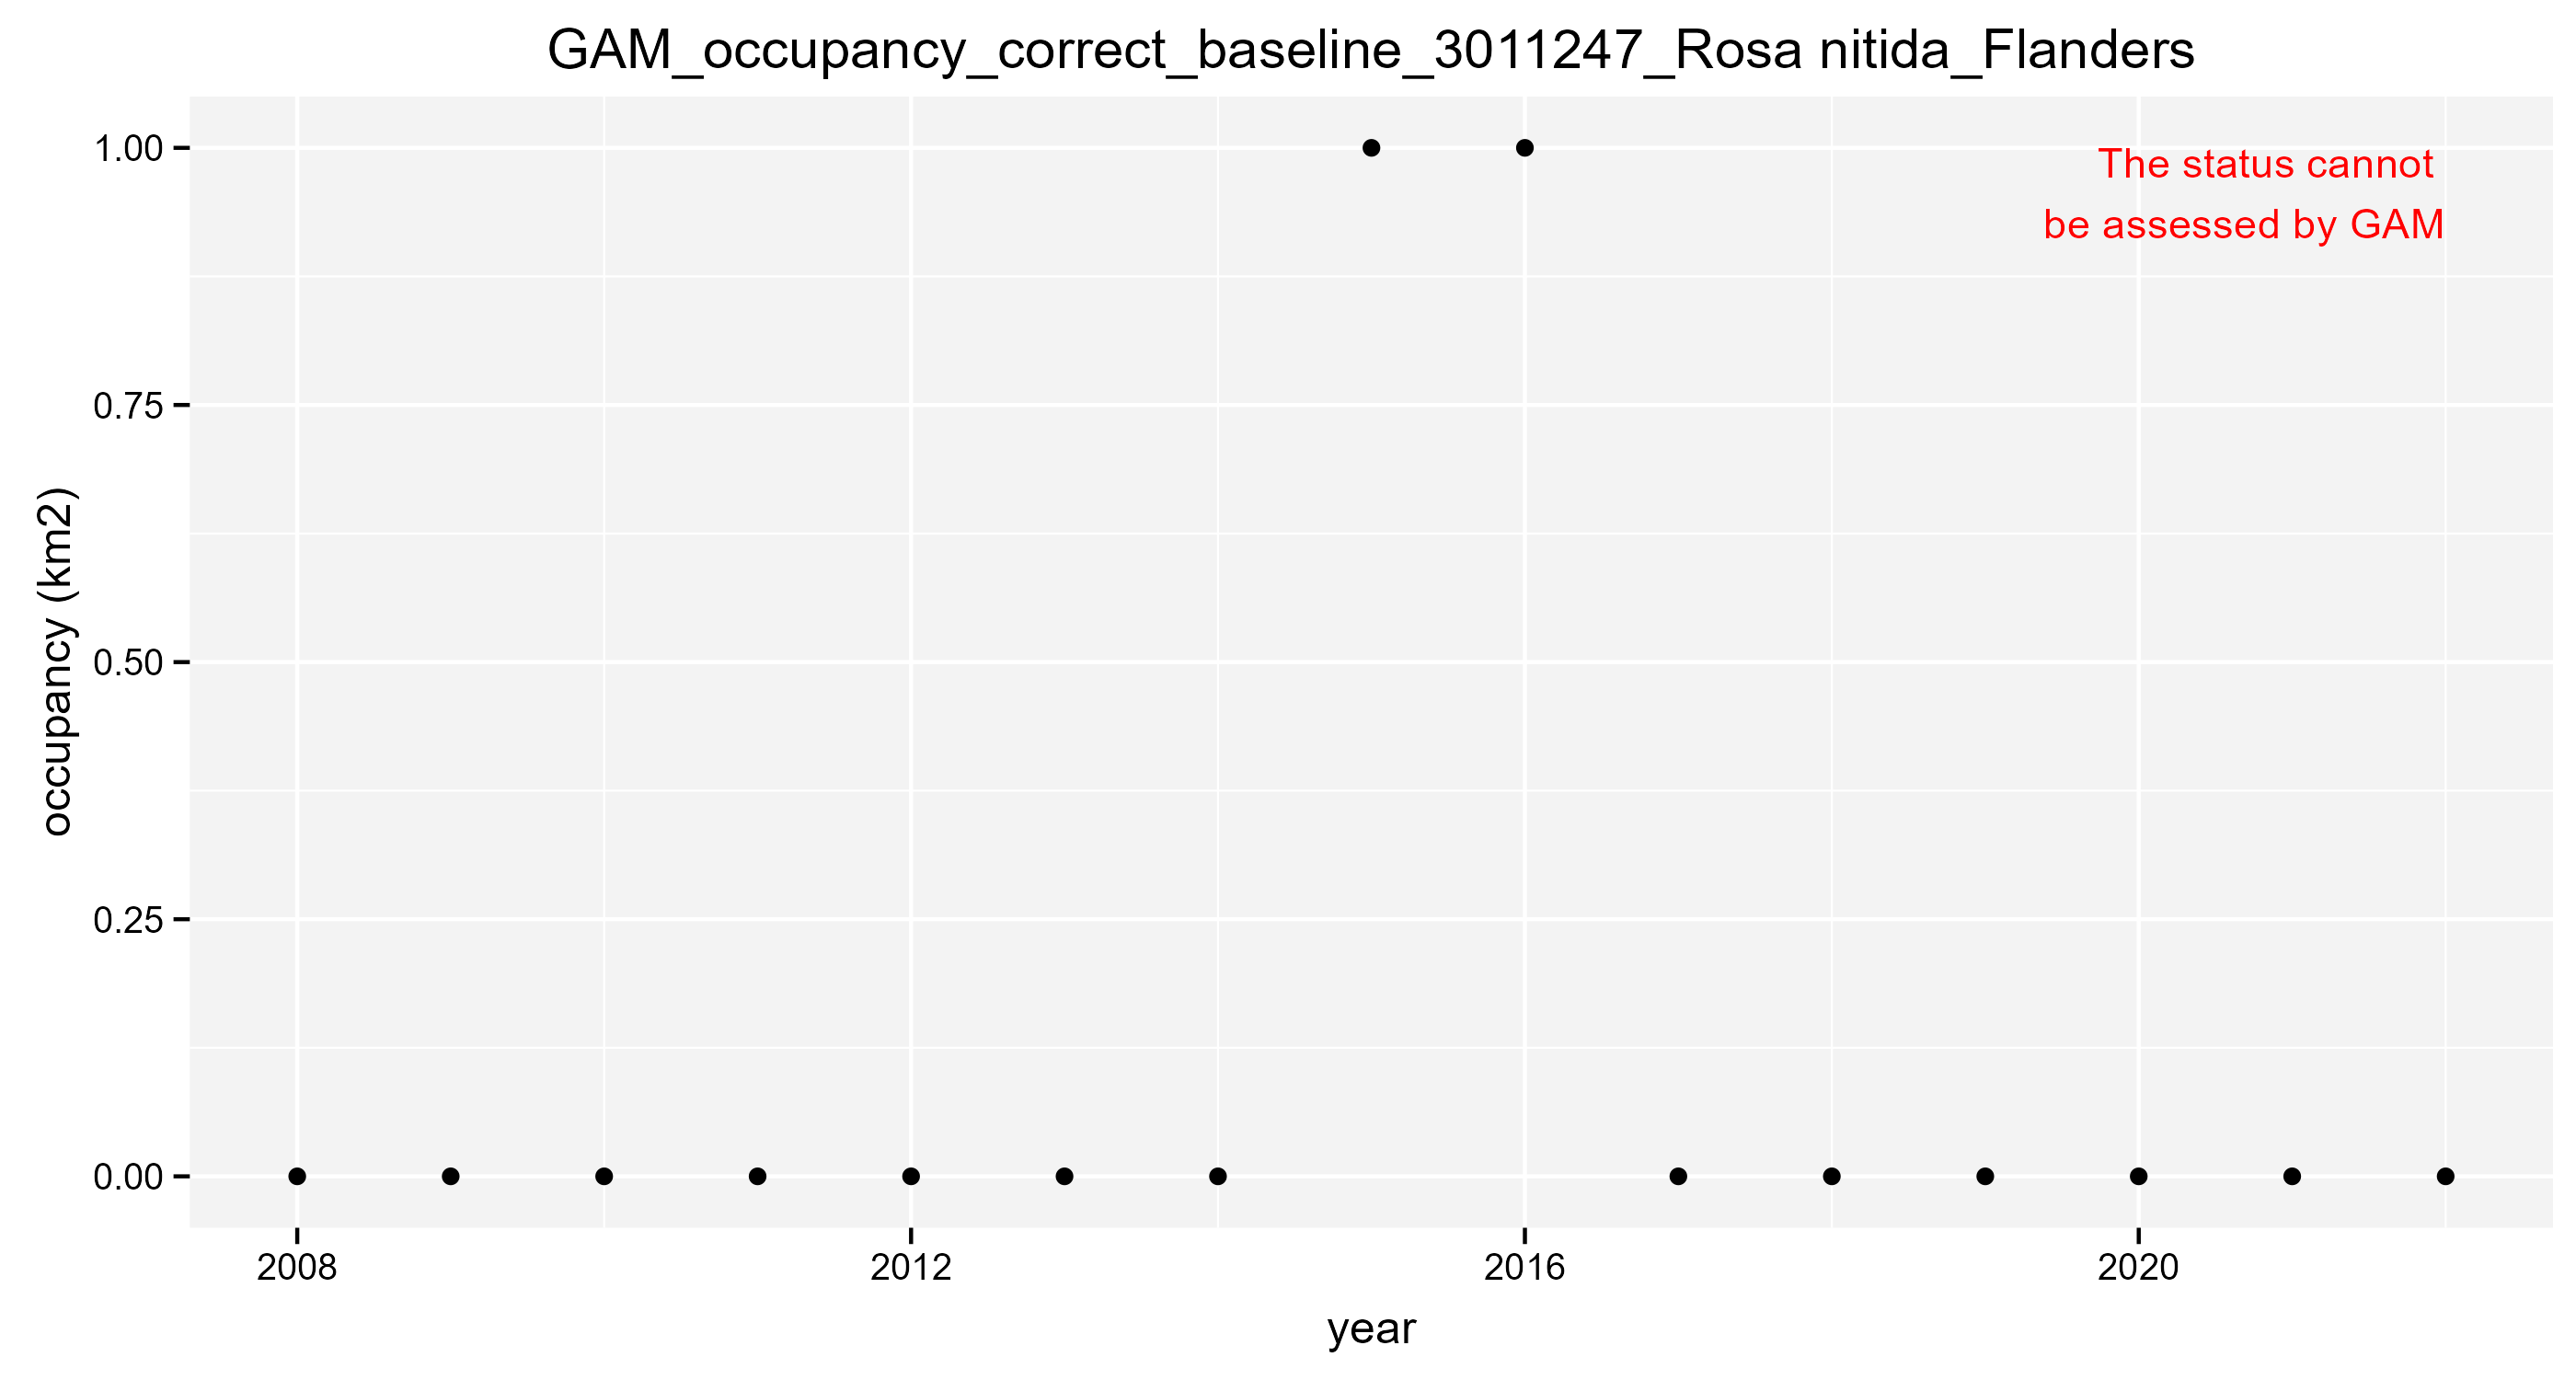 GAM_occupancy_correct_baseline_3011247_Rosa nitida_Flanders
The status cannot
be assessed by GAM
occupancy (km2)
1.00
0.75
0.50
0.25
0.00
2008 2012 2016 2020
year